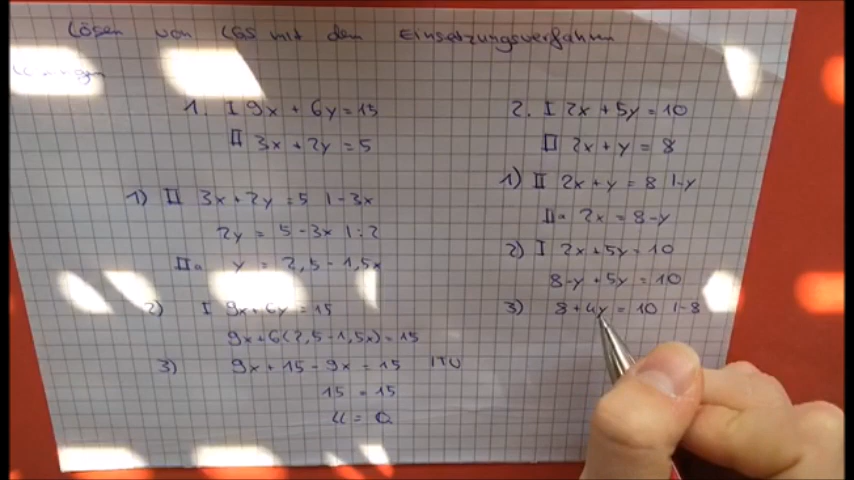 Lösen von LGS mit dem Einsetzungsverfahren
1. I 9x + 6y = 15
II 3x + 2y = 5
1) II 3x + 2y = 5 | -3x
2y = 5 - 3x | : 2
IIa y = 2,5 - 1,5x
2) I 9x + 6y = 15
9x + 6(2,5 - 1,5x) = 15
3) 9x + 15 - 9x = 15 | TU
15 = 15
2. I 2x + 5y = 10
II 2x + y = 8
1) II 2x + y = 8 | -y
IIa 2x = 8 - y
2) I 2x + 5y = 10
8 - y + 5y = 10
3) 8 + 4y = 10 | -8